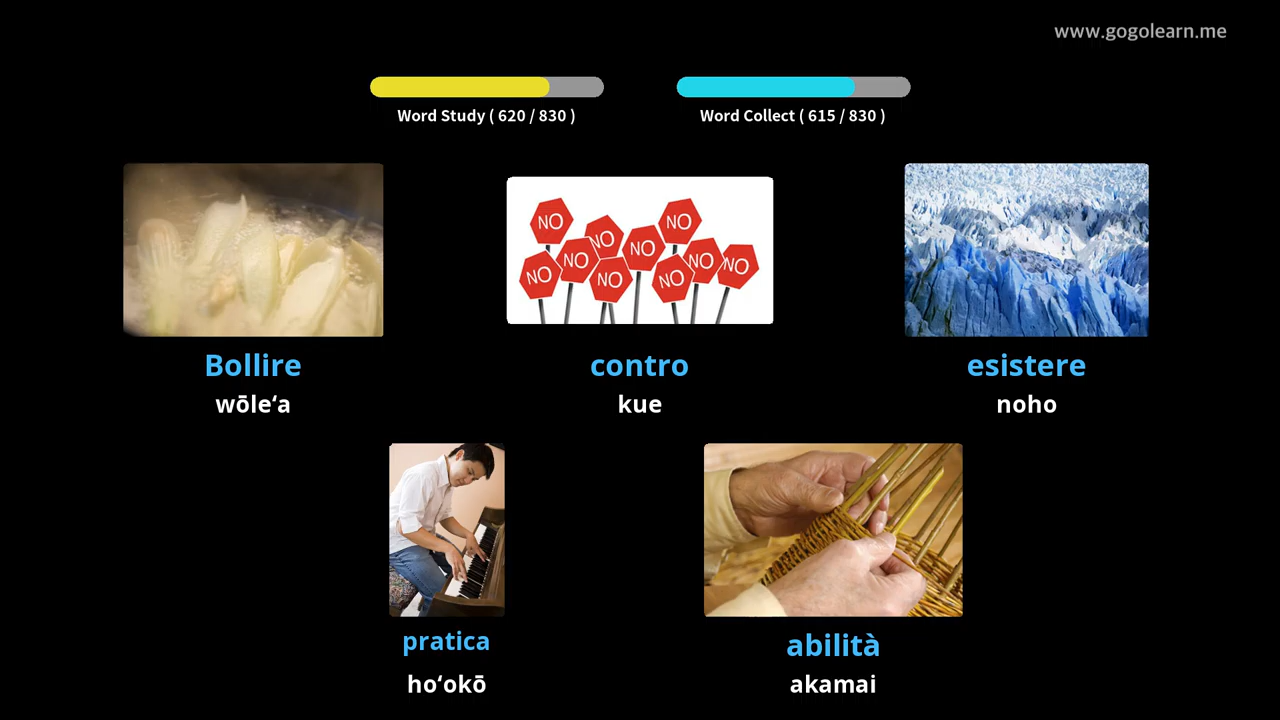 www.gogolearn.me
Word Study ( 620 / 830 )
Word Collect ( 615 / 830 )
NO
NO
NO
NO
NO
NO
NO
NO
NO
NO
Bollire
contro
esistere
wōleʻa
kue
noho
pratica
abilità
hoʻokō
akamai